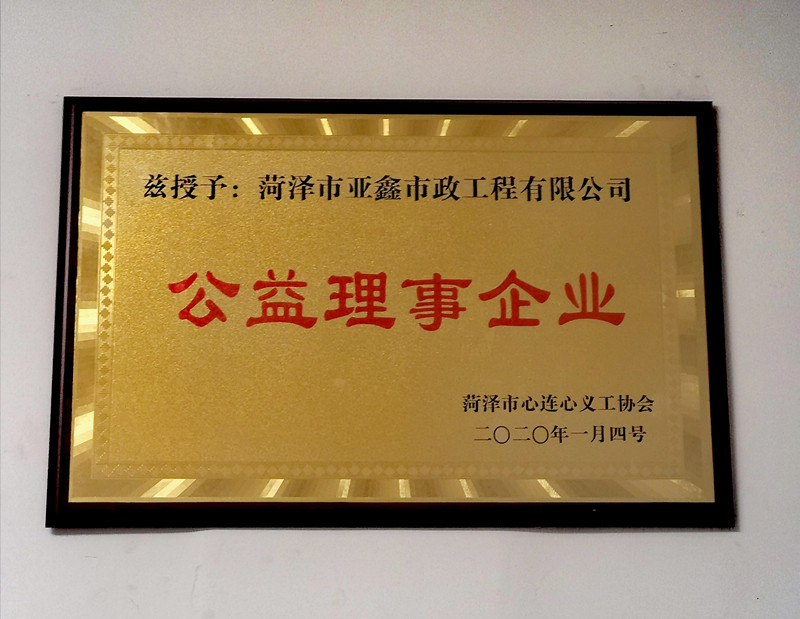 兹授予：菏泽市亚鑫市政工程有限公司
公益理事企业
菏泽市心连心义工协会
二〇二〇年一月四号